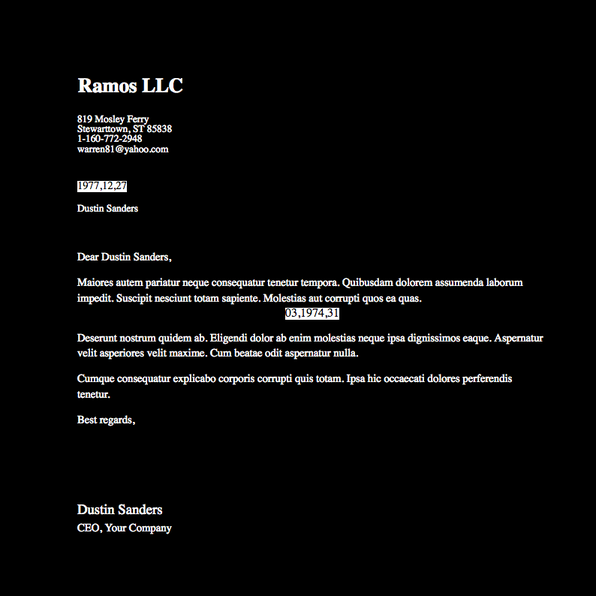 Ramos LLC
819 Mosley Ferry
Stewarttown, ST 85838
1-160-772-2948
warren81@yahoo.com
1977,12,27
Dustin Sanders
Dear Dustin Sanders,
Maiores autem pariatur neque consequatur tenetur tempora. Quibusdam dolorem assumenda laborum
impedit. Suscipit nesciunt totam sapiente. Molestias aut corrupti quos ea quas.
03,1974,31
Deserunt nostrum quidem ab. Eligendi dolor ab enim molestias neque ipsa dignissimos eaque. Aspernatur
velit asperiores velit maxime. Cum beatae odit aspernatur nulla.
Cumque consequatur explicabo corporis corrupti quis totam. Ipsa hic occaecati dolores perferendis
tenetur.
Best regards,
Dustin Sanders
CEO, Your Company